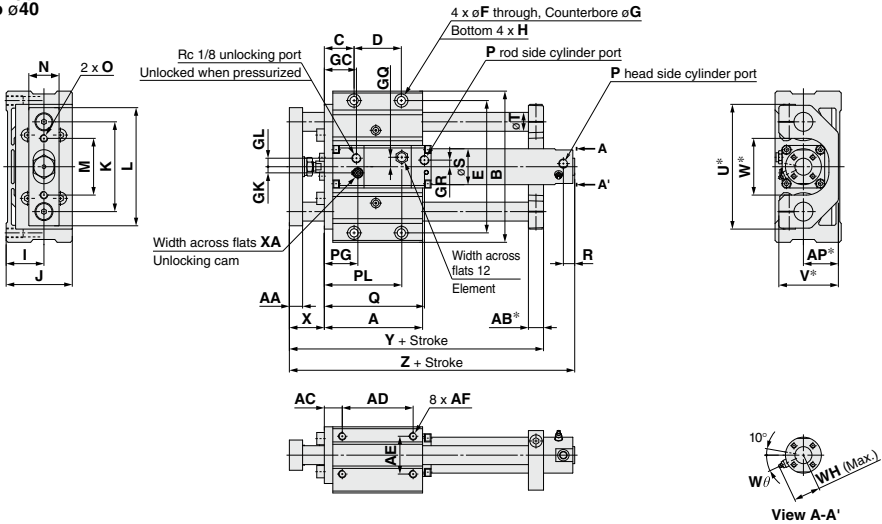 ø40
4 x øF through, Counterbore øG
Bottom 4 x H
P rod side cylinder port
P head side cylinder port
Rc 1/8 unlocking port
Unlocked when pressurized
C
D
GC
GQ
N
2 x O
GL
GK
M
K
L
I
J
øT
øS
GR
E
B
A
A'
U*
W*
AP*
V*
Width across flats XA
Unlocking cam
PG
PL
Width across
flats 12
Element
R
AA
Q
X
A
AB*
Y + Stroke
Z + Stroke
AC
AD
8 x AF
AE
10°
Wθ
WH (Max.)
View A-A'